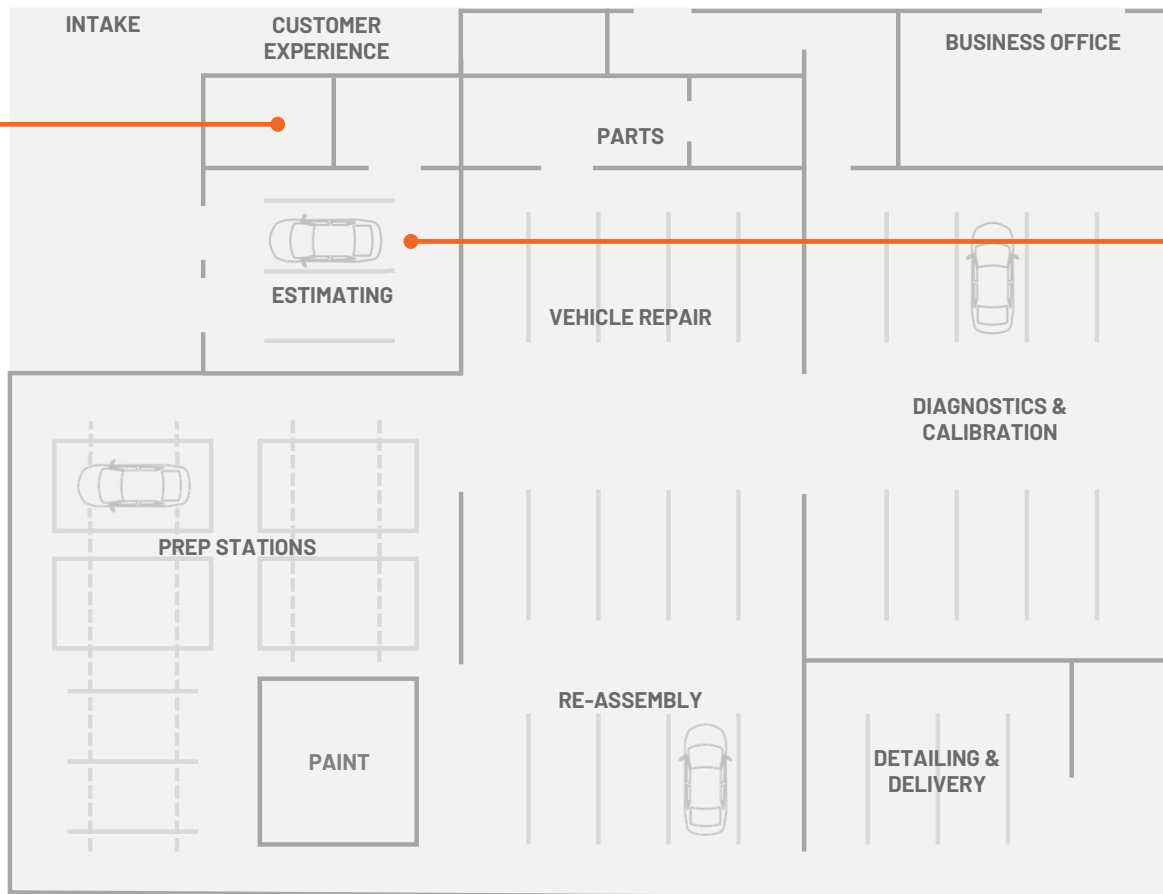 INTAKE
CUSTOMER
EXPERIENCE
BUSINESS OFFICE
PARTS
ESTIMATING
VEHICLE REPAIR
DIAGNOSTICS &
CALIBRATION
PREP STATIONS
RE-ASSEMBLY
PAINT
DETAILING &
DELIVERY